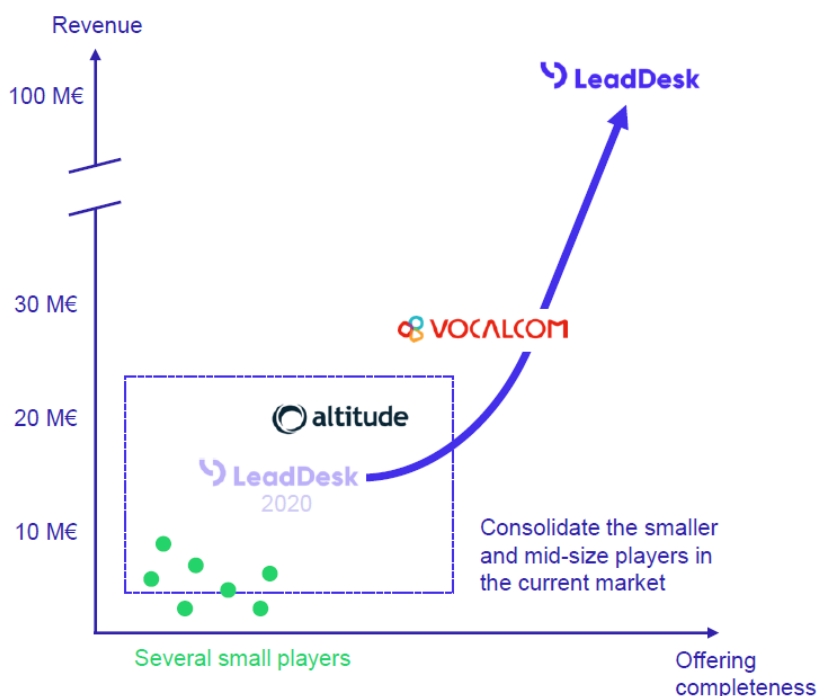 Revenue
LeadDesk
100 M€
30 M€
VOCALCOM
20 M€
altitude
LeadDesk
2020
10 M€
Consolidate the smaller
and mid-size players in
the current market
Several small players
Offering
completeness